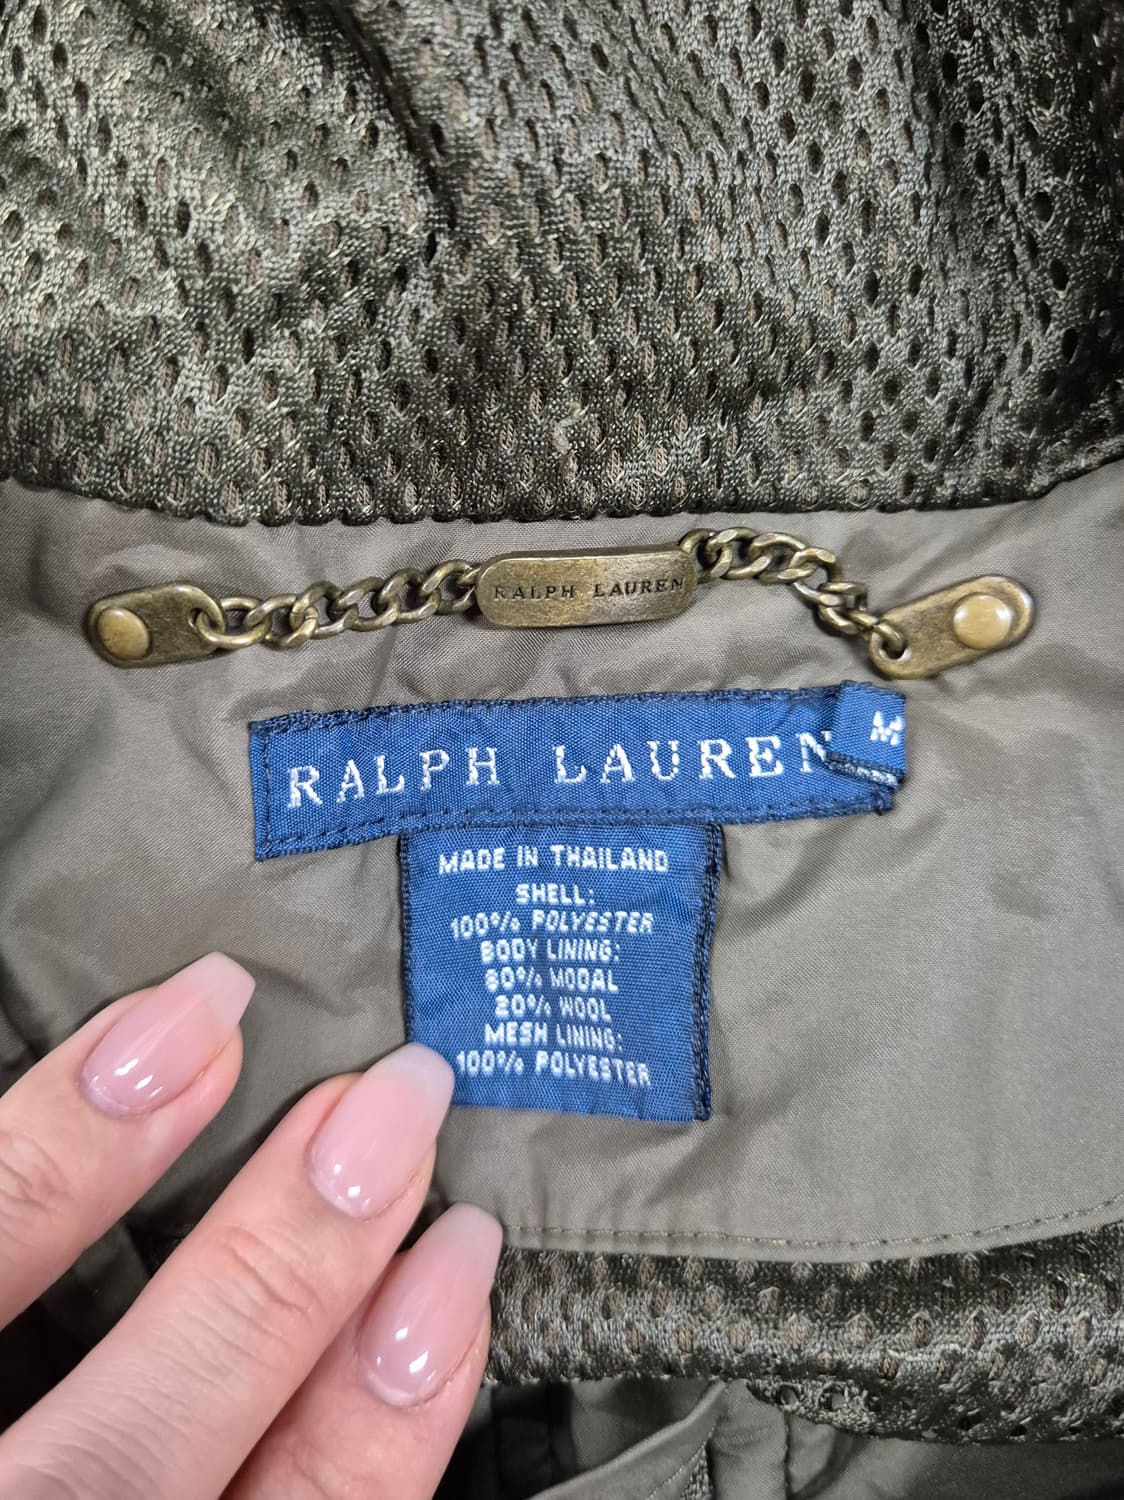 RALPH LAUREN
RALPH LAUREN
M
MADE IN THAILAND
SHELL:
100% POLYESTER
BODY LINING:
80% MODAL
20% WOOL
MESH LINING:
100% POLYESTER